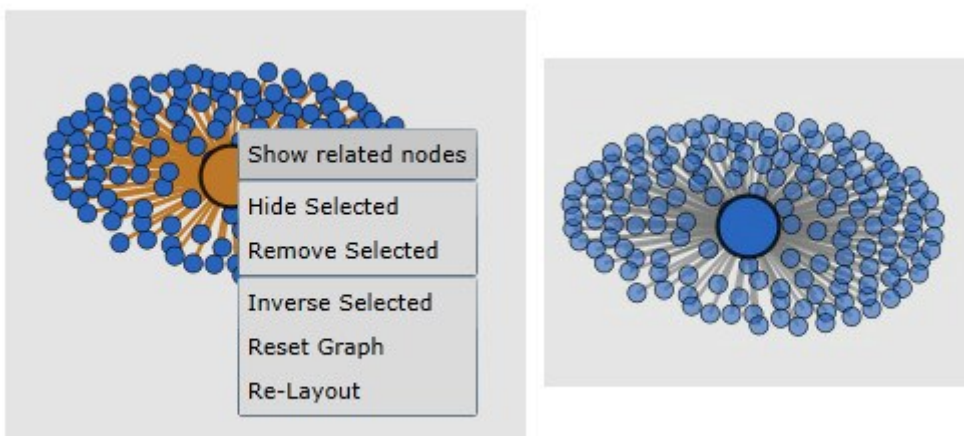 Show related nodes
Hide Selected
Remove Selected
Inverse Selected
Reset Graph
Re-Layout